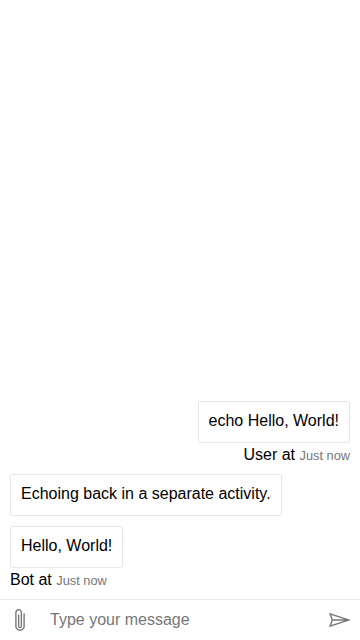 echo Hello, World!
User at Just now
Echoing back in a separate activity.
Hello, World!
Bot at Just now
Type your message